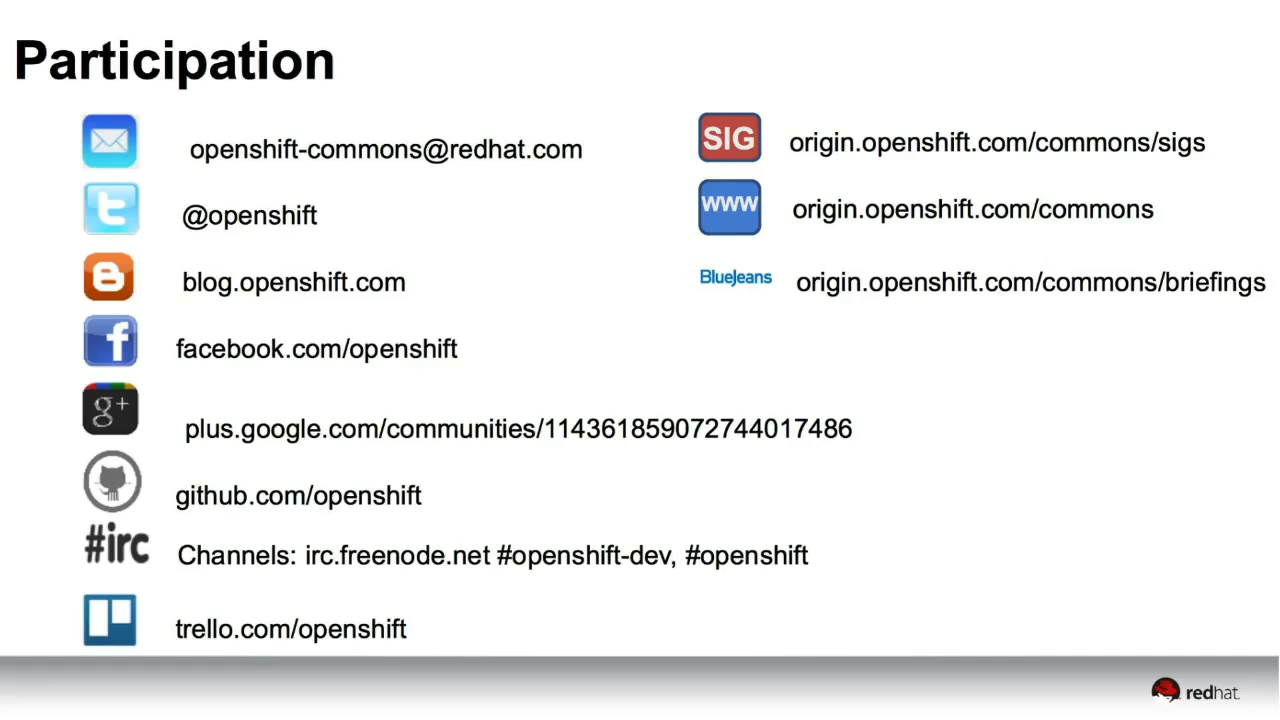 Participation
openshift-commons@redhat.com
@openshift
blog.openshift.com
facebook.com/openshift
g+
plus.google.com/communities/114361859072744017486
github.com/openshift
#irc
Channels: irc.freenode.net #openshift-dev, #openshift
trello.com/openshift
SIG
origin.openshift.com/commons/sigs
www
origin.openshift.com/commons
BlueJeans
origin.openshift.com/commons/briefings
redhat.